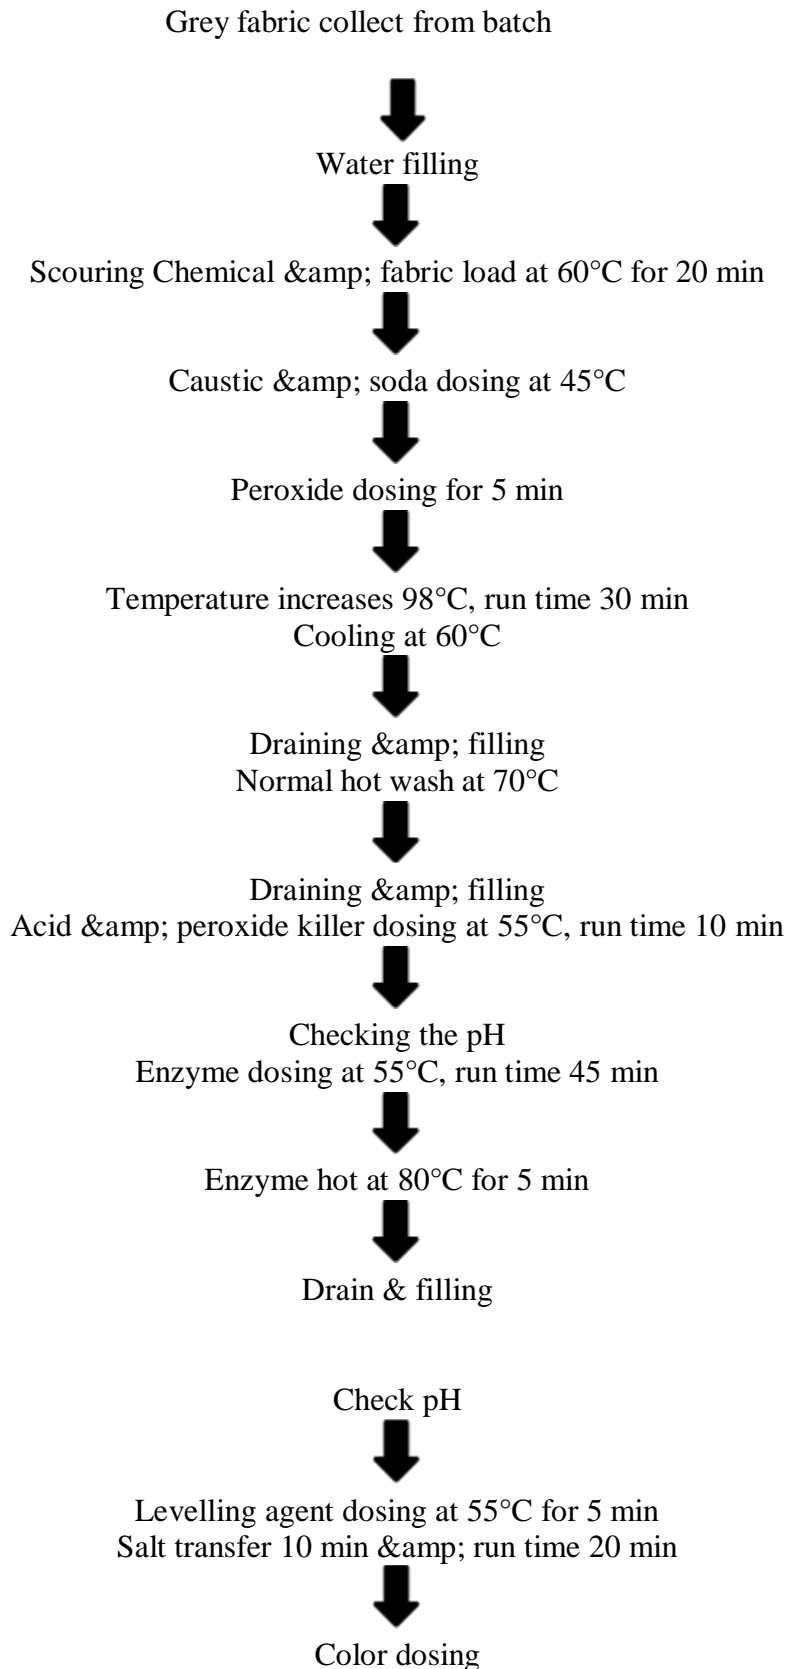 Grey fabric collect from batch
Water filling
Scouring Chemical &amp; fabric load at 60°C for 20 min
Caustic &amp; soda dosing at 45°C
Peroxide dosing for 5 min
Temperature increases 98°C, run time 30 min
Cooling at 60°C
Draining &amp; filling
Normal hot wash at 70°C
Draining &amp; filling
Acid &amp; peroxide killer dosing at 55°C, run time 10 min
Checking the pH
Enzyme dosing at 55°C, run time 45 min
Enzyme hot at 80°C for 5 min
Drain & filling
Check pH
Levelling agent dosing at 55°C for 5 min
Salt transfer 10 min &amp; run time 20 min
Color dosing